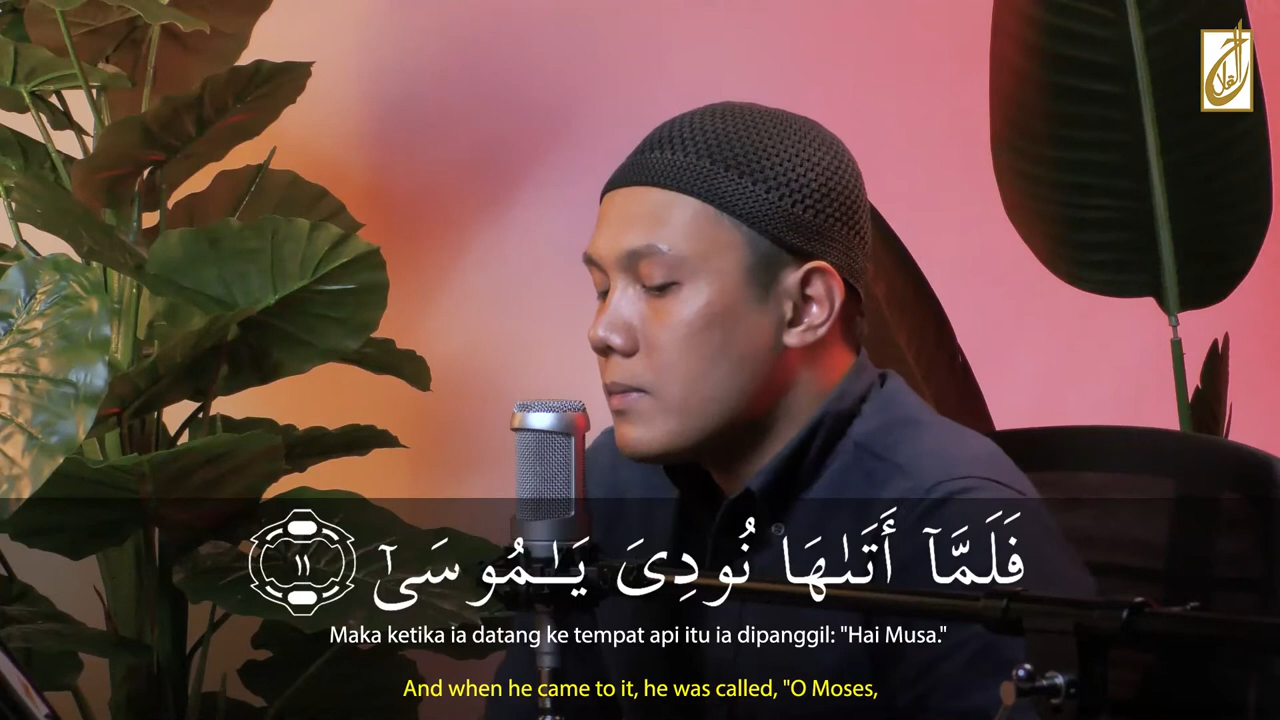 فَلَمَّآ أَتَىٰهَا نُودِىَ يَـٰمُوسَىٰٓ ١١
Maka ketika ia datang ke tempat api itu ia dipanggil: "Hai Musa."
And when he came to it, he was called, "O Moses,